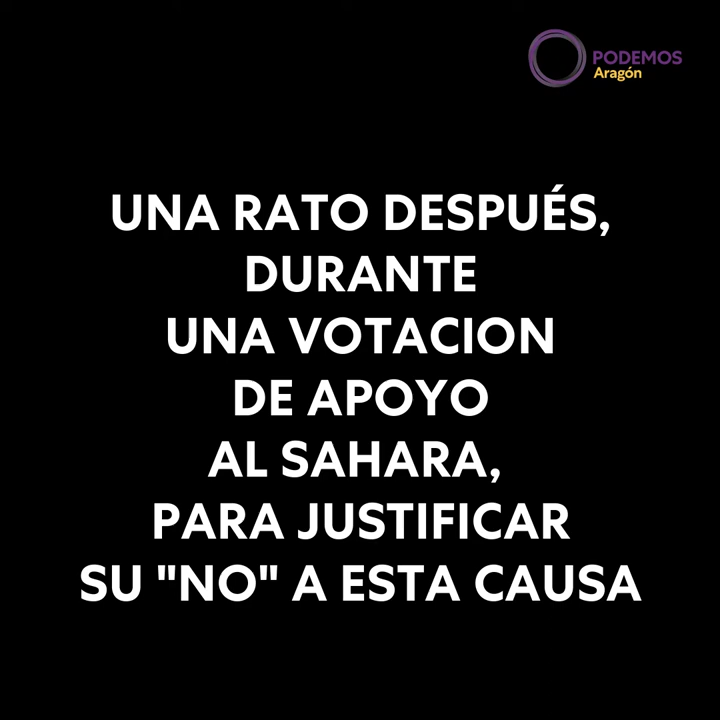 PODEMOS
Aragón
UNA RATO DESPUÉS,
DURANTE
UNA VOTACION
DE APOYO
AL SAHARA,
PARA JUSTIFICAR
SU "NO" A ESTA CAUSA